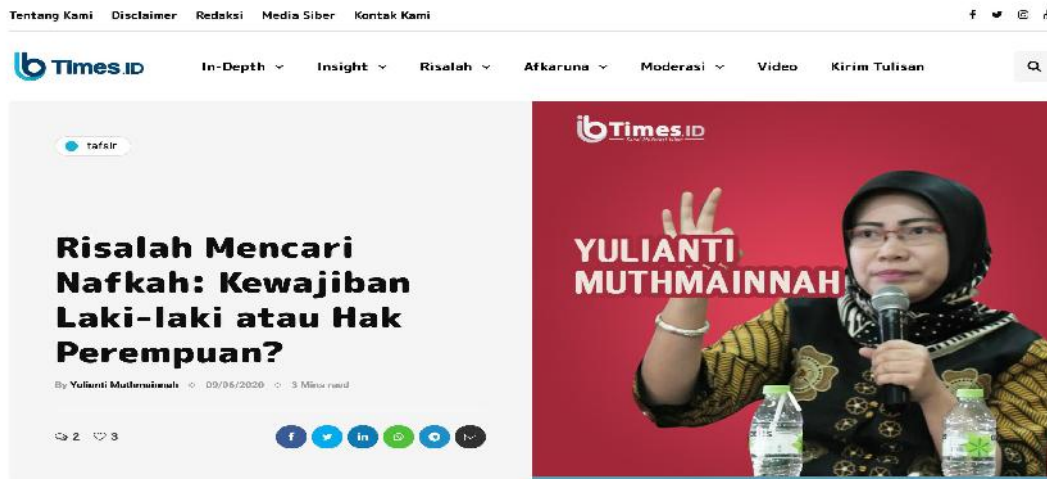 Tentang Kami Disclaimer Redaksi Media Siber Kontak Kami
ibTimes.ID In-Depth Insight Risalah Afkaruna Moderasi Video Kirim Tulisan
tafsir
Risalah Mencari
Nafkah: Kewajiban
Laki-laki atau Hak
Perempuan?
By Yulianti Muthmainnah 09/06/2020 3 Mins read
2 3
ibTimes.ID
YULIANTI
MUTHMAINNAH